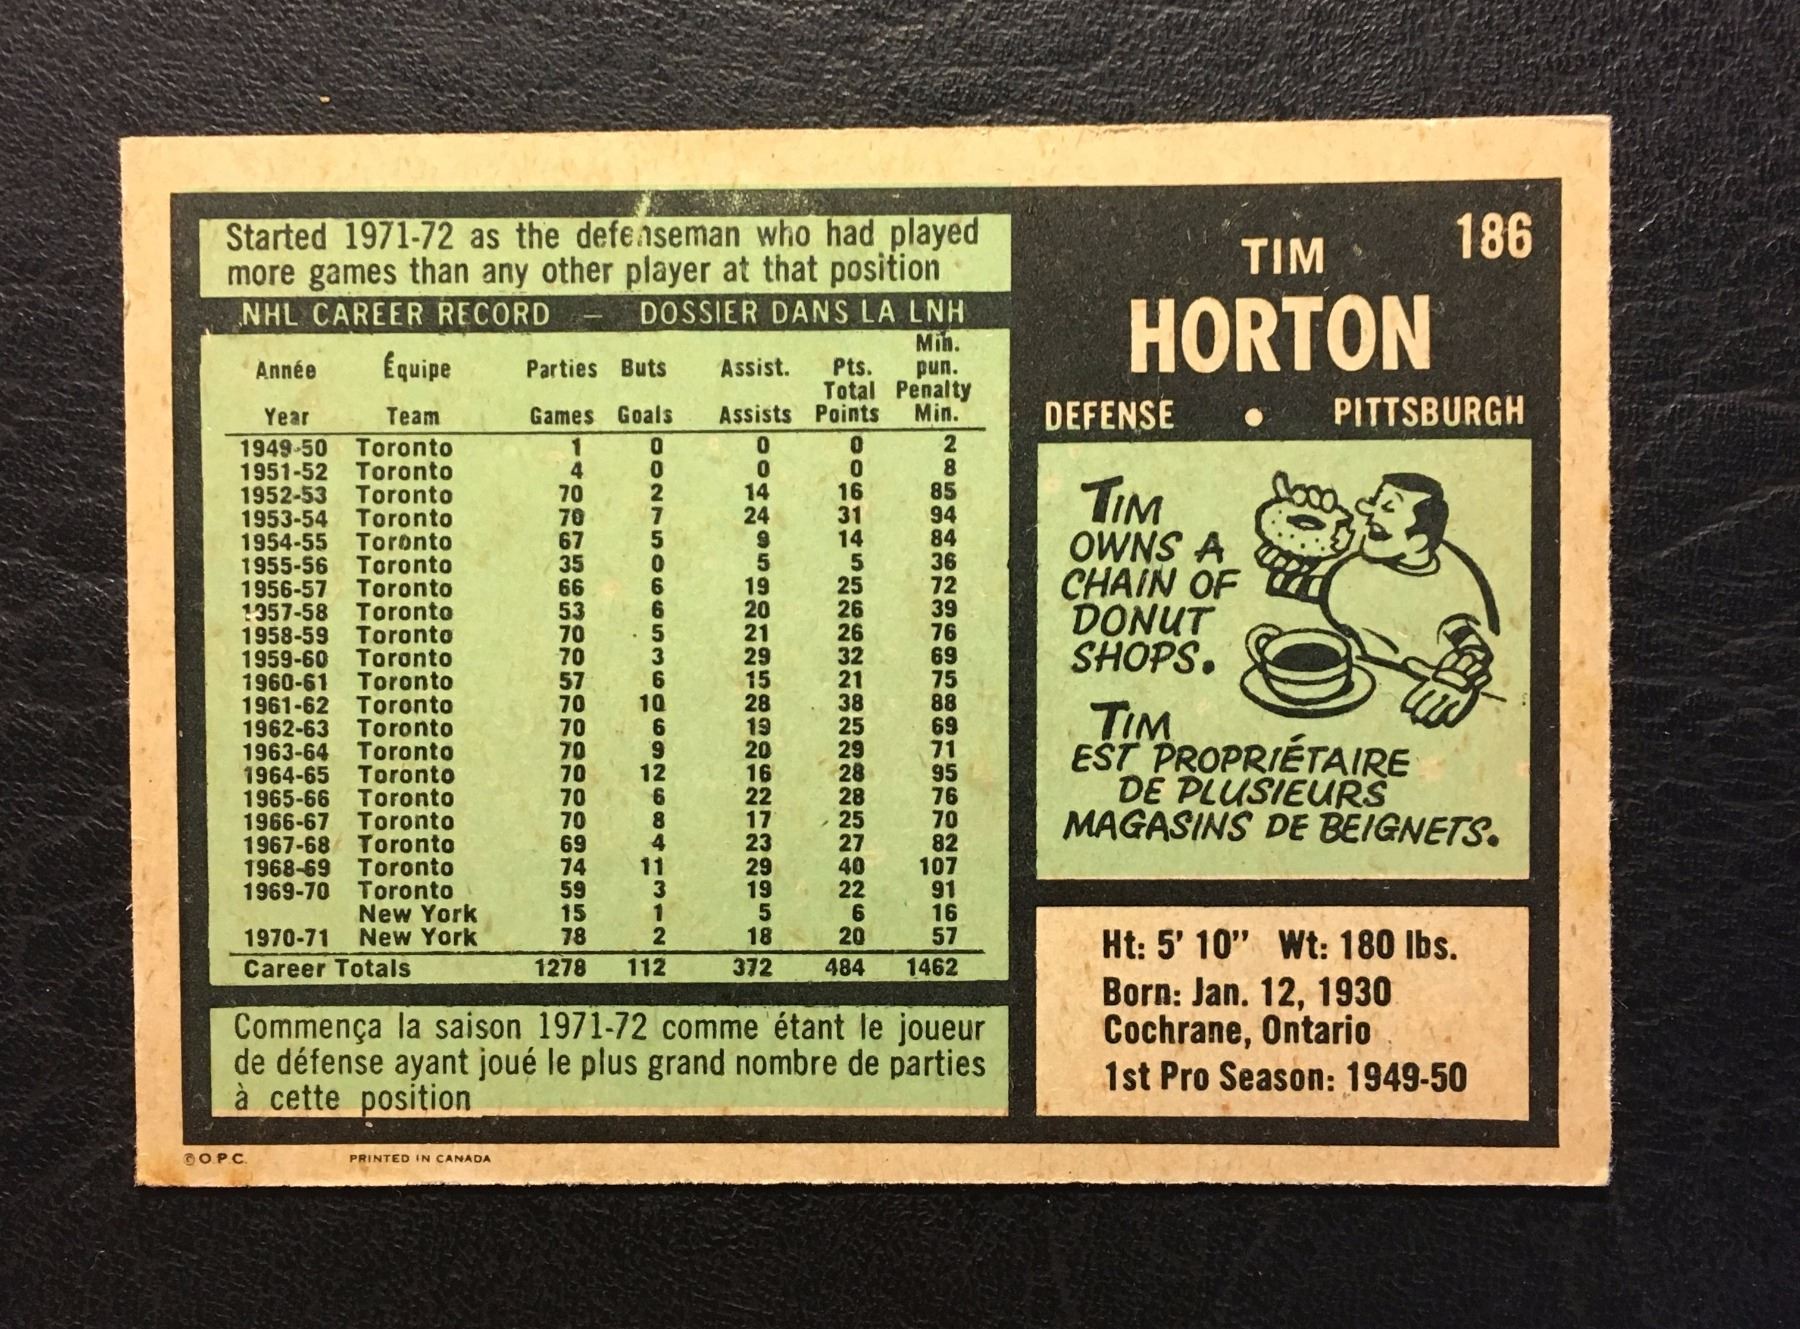 Started 1971-72 as the defenseman who had played
more games than any other player at that position
NHL CAREER RECORD – DOSSIER DANS LA LNH
Année Équipe Parties Buts Assist. Pts. Min. pun.
Year Team Games Goals Assists Total Points Penalty Min.
1949-50 Toronto 1 0 0 0 2
1951-52 Toronto 4 0 0 0 8
1952-53 Toronto 70 2 14 16 85
1953-54 Toronto 70 7 24 31 94
1954-55 Toronto 67 5 9 14 84
1955-56 Toronto 35 0 5 5 36
1956-57 Toronto 66 6 19 25 72
1957-58 Toronto 53 6 20 26 39
1958-59 Toronto 70 5 21 26 76
1959-60 Toronto 70 3 29 32 69
1960-61 Toronto 57 6 15 21 75
1961-62 Toronto 70 10 28 38 88
1962-63 Toronto 70 6 19 25 69
1963-64 Toronto 70 9 20 29 71
1964-65 Toronto 70 12 16 28 95
1965-66 Toronto 70 6 22 28 76
1966-67 Toronto 70 8 17 25 70
1967-68 Toronto 69 4 23 27 82
1968-69 Toronto 74 11 29 40 107
1969-70 Toronto 59 3 19 22 91
New York 15 1 5 6 16
1970-71 New York 78 2 18 20 57
Career Totals 1278 112 372 484 1462
Commença la saison 1971-72 comme étant le joueur
de défense ayant joué le plus grand nombre de parties
à cette position
186
TIM
HORTON
DEFENSE • PITTSBURGH
TIM
OWNS A
CHAIN OF
DONUT
SHOPS.
TIM
EST PROPRIÉTAIRE
DE PLUSIEURS
MAGASINS DE BEIGNETS.
Ht: 5' 10" Wt: 180 lbs.
Born: Jan. 12, 1930
Cochrane, Ontario
1st Pro Season: 1949-50
© O.P.C. PRINTED IN CANADA